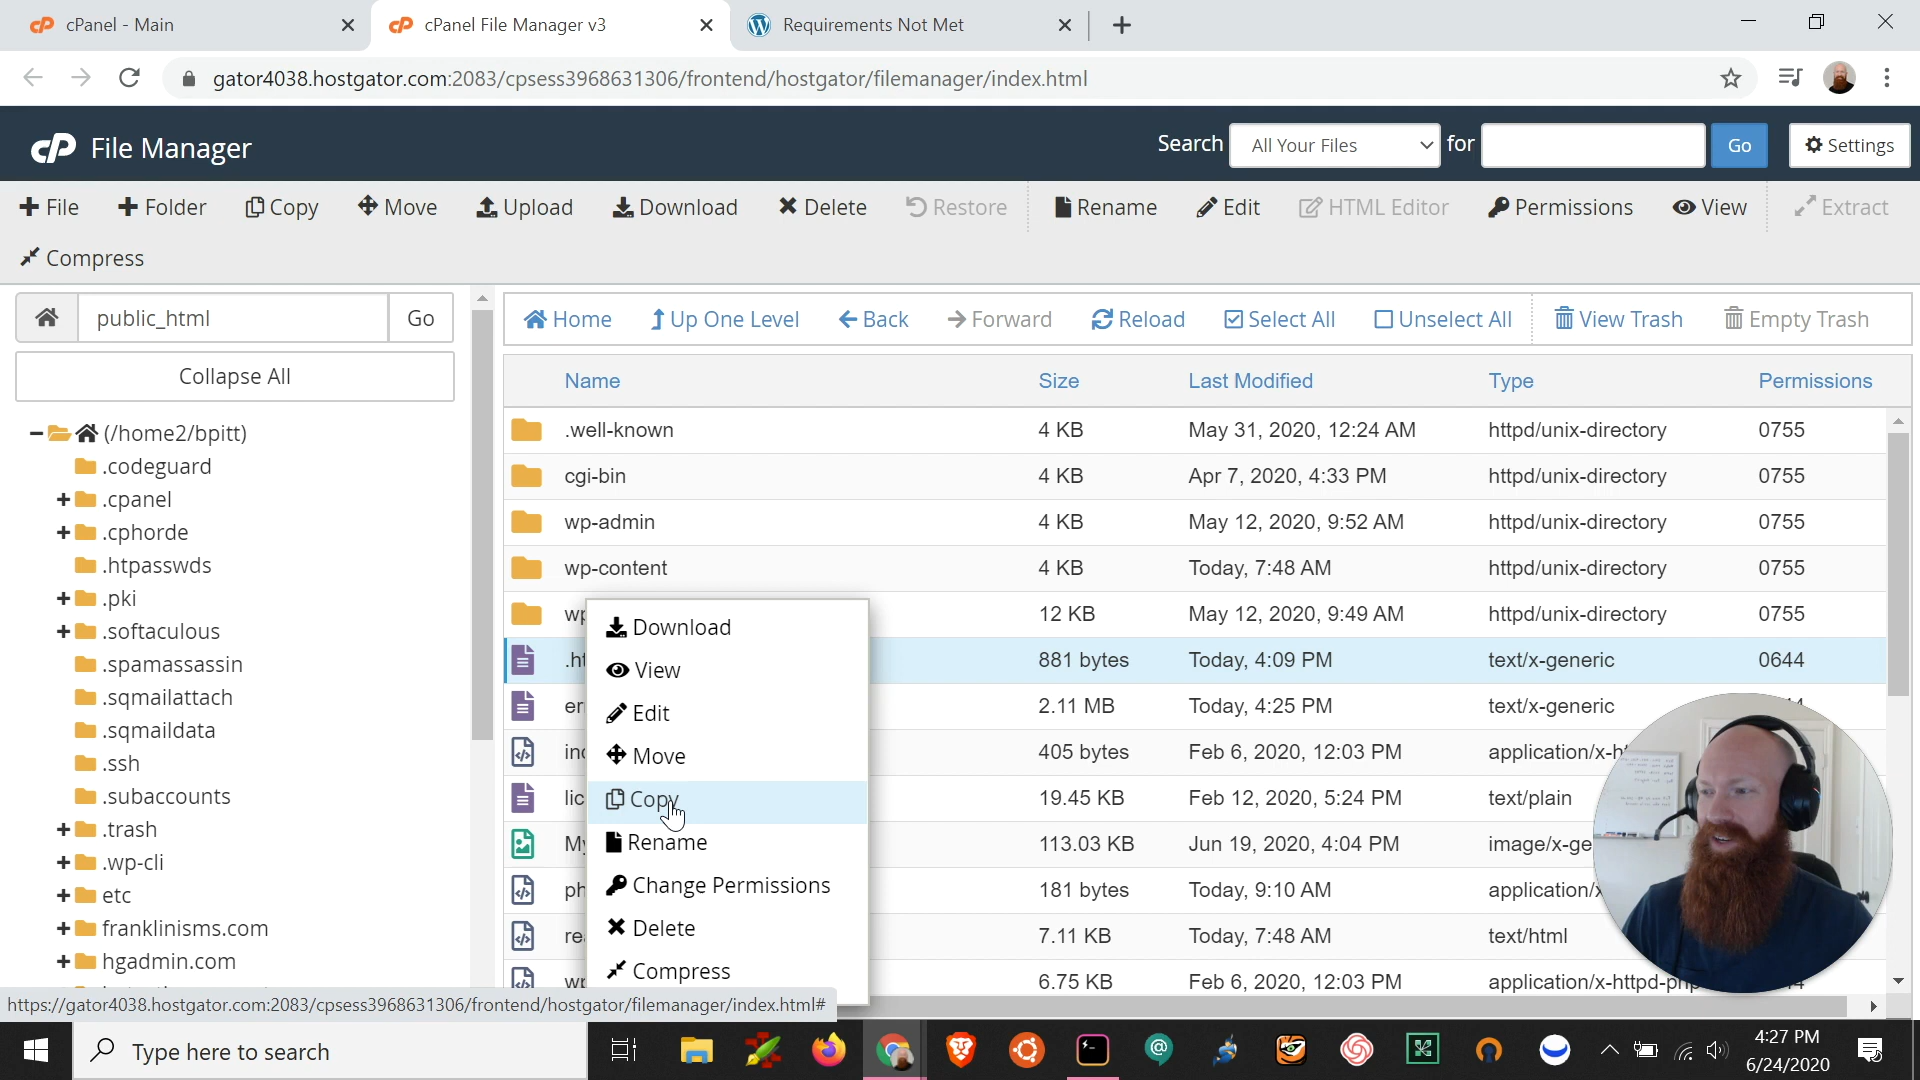 cPanel - Main
cPanel File Manager v3
Requirements Not Met
gator4038.hostgator.com:2083/cpsess3968631306/frontend/hostgator/filemanager/index.html
cP File Manager
Search All Your Files for Go Settings
File Folder Copy Move Upload Download Delete Restore Rename Edit HTML Editor Permissions View Extract
Compress
public_html Go
Home Up One Level Back Forward Reload Select All Unselect All View Trash Empty Trash
Collapse All
(/home2/bpitt)
.codeguard
.cpanel
.cphorde
.htpasswds
.pki
.softaculous
.spamassassin
.sqmailattach
.sqmaildata
.ssh
.subaccounts
.trash
.wp-cli
etc
franklinisms.com
hgadmin.com
Name Size Last Modified Type Permissions
.well-known 4 KB May 31, 2020, 12:24 AM httpd/unix-directory 0755
cgi-bin 4 KB Apr 7, 2020, 4:33 PM httpd/unix-directory 0755
wp-admin 4 KB May 12, 2020, 9:52 AM httpd/unix-directory 0755
wp-content 4 KB Today, 7:48 AM httpd/unix-directory 0755
12 KB May 12, 2020, 9:49 AM httpd/unix-directory 0755
881 bytes Today, 4:09 PM text/x-generic 0644
2.11 MB Today, 4:25 PM text/x-generic
405 bytes Feb 6, 2020, 12:03 PM
19.45 KB Feb 12, 2020, 5:24 PM text/plain
113.03 KB Jun 19, 2020, 4:04 PM
181 bytes Today, 9:10 AM
7.11 KB Today, 7:48 AM text/html
6.75 KB Feb 6, 2020, 12:03 PM application/x-httpd-php
Download
View
Edit
Move
Copy
Rename
Change Permissions
Delete
Compress
https://gator4038.hostgator.com:2083/cpsess3968631306/frontend/hostgator/filemanager/index.html#
Type here to search
4:27 PM
6/24/2020